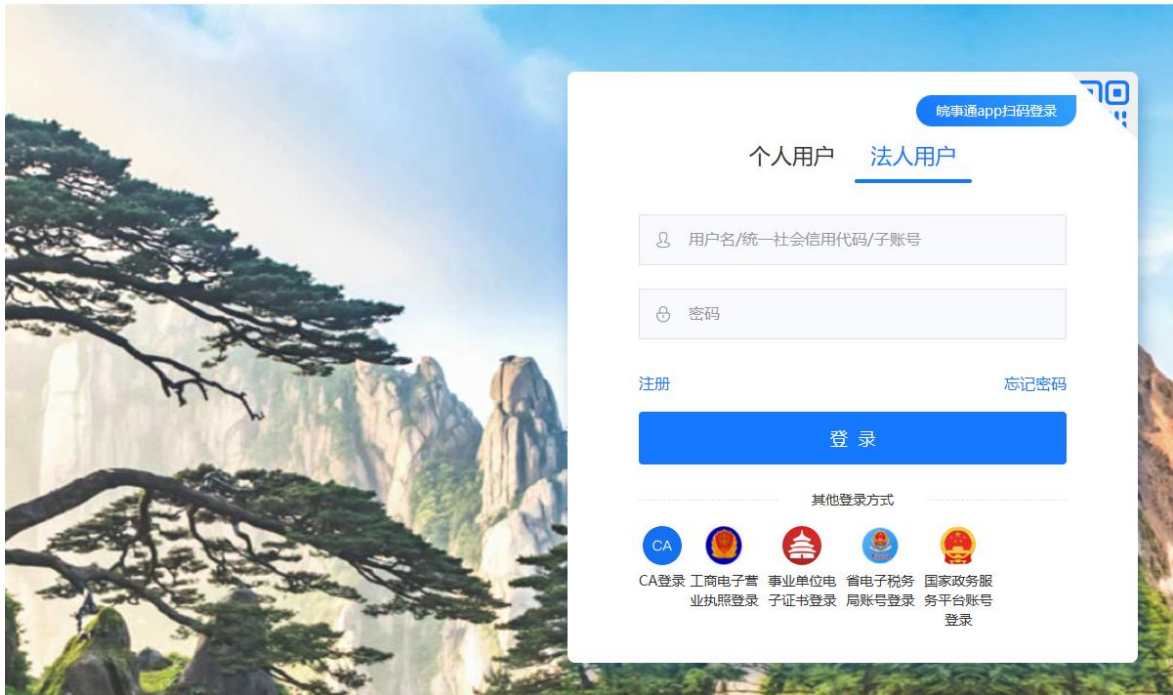 皖事通app扫码登录
个人用户 法人用户
用户名/统一社会信用代码/子账号
密码
注册 忘记密码
登 录
其他登录方式
CA
CA登录 工商电子营 事业单位电 省电子税务 国家政务服
业执照登录 子证书登录 局账号登录 务平台账号
登录